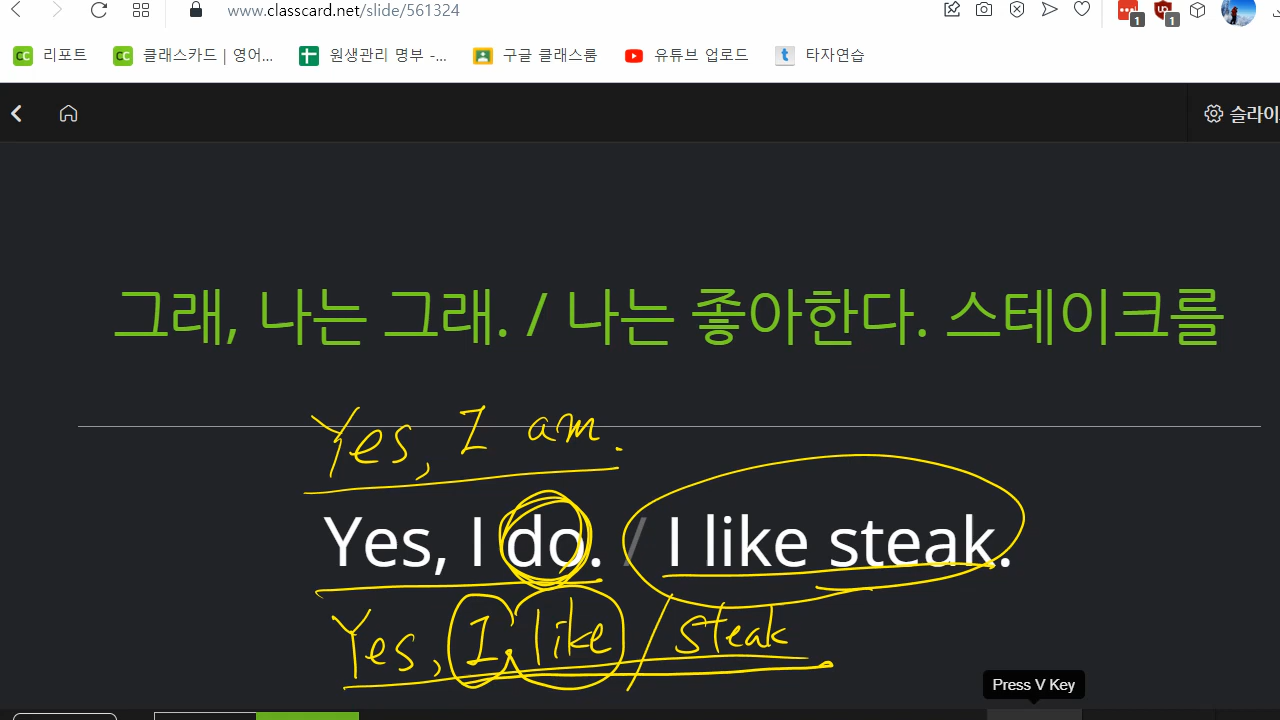 www.classcard.net/slide/561324
1 1
리포트 클래스카드 | 영어... 원생관리 명부 -... 구글 클래스룸 유튜브 업로드 타자연습
슬라이
그래, 나는 그래. / 나는 좋아한다. 스테이크를
Yes, I am.
Yes, I do. / I like steak.
Yes, I like / steak
Press V Key